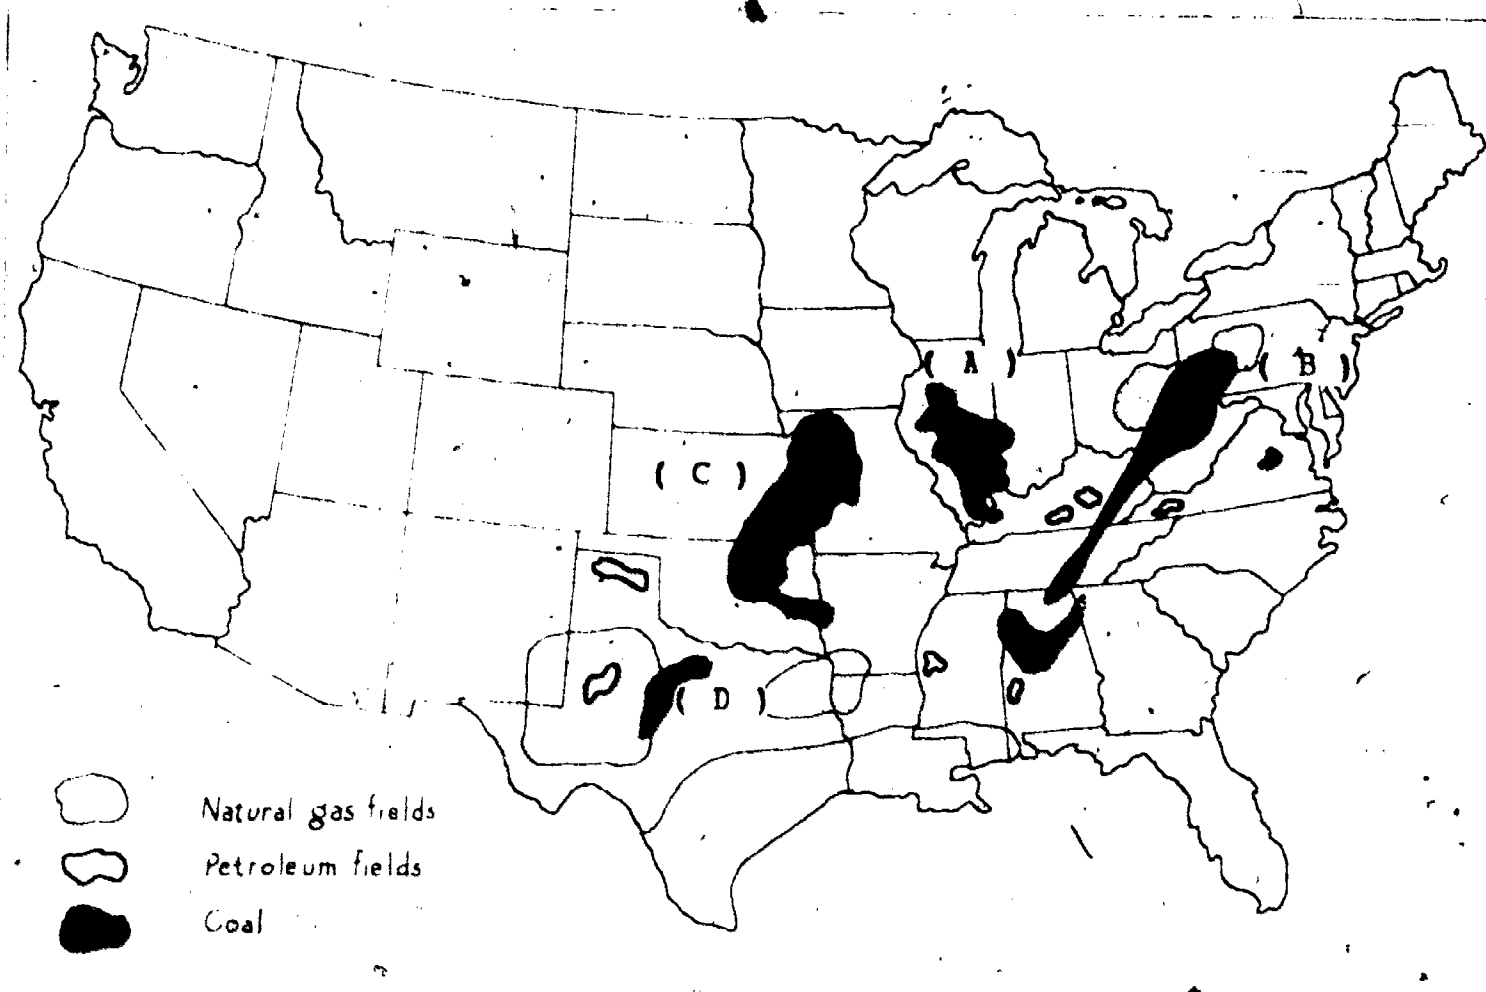 ( A )
( B )
( C )
( D )
Natural gas fields
Petroleum fields
Coal